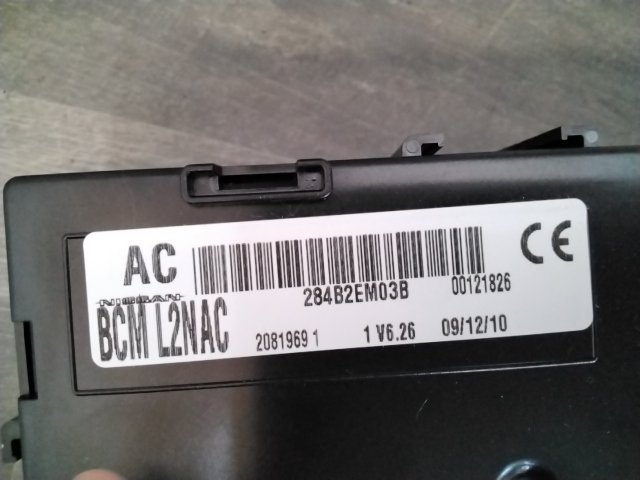 AC
284B2EM03B 00121826
NISSAN
BCM L2NAC
2081969 1 1 V6.26 09/12/10
CE